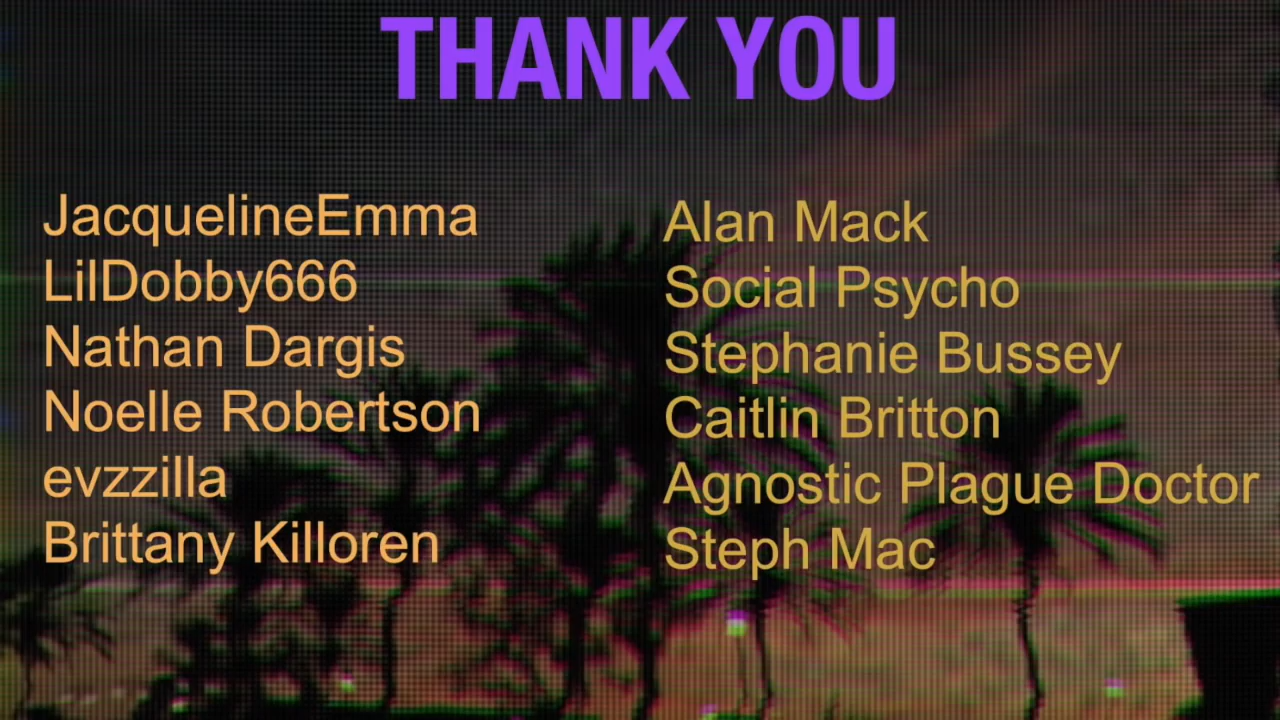 THANK YOU
JacquelineEmma
LilDobby666
Nathan Dargis
Noelle Robertson
evzzilla
Brittany Killoren
Alan Mack
Social Psycho
Stephanie Bussey
Caitlin Britton
Agnostic Plague Doctor
Steph Mac